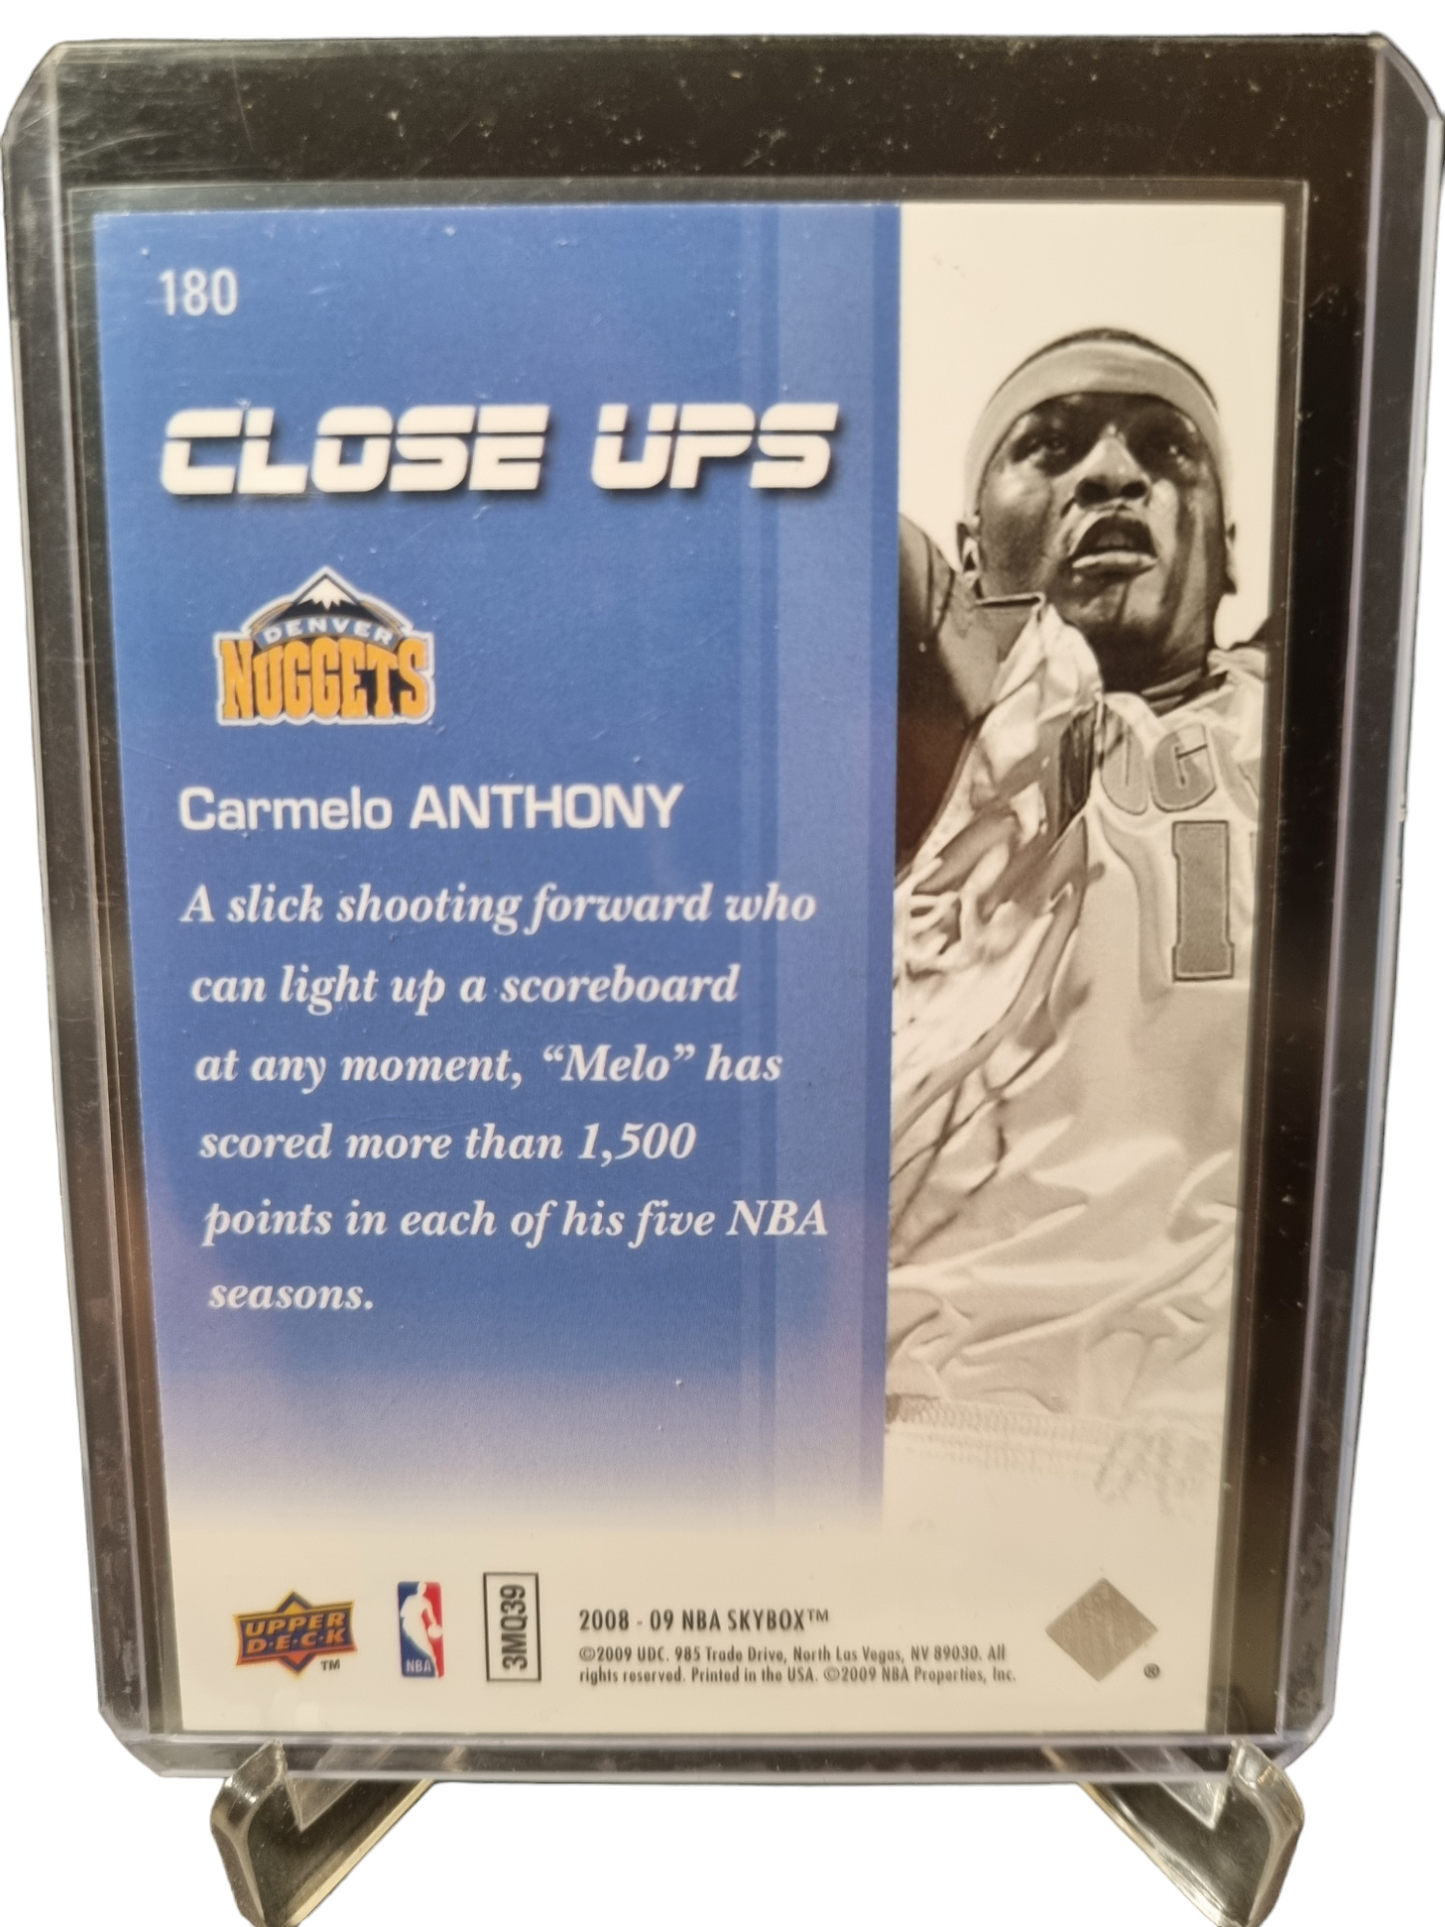 180
CLOSE UPS
DENVER
NUGGETS
Carmelo ANTHONY
A slick shooting forward who
can light up a scoreboard
at any moment, “Melo” has
scored more than 1,500
points in each of his five NBA
seasons.
UGG
1
UPPER
D·E·C·K
TM
NBA
3MQ39
2008 - 09 NBA SKYBOX™
©2009 UDC. 985 Trade Drive, North Las Vegas, NV 89030. All
rights reserved. Printed in the USA. ©2009 NBA Properties, Inc.
®